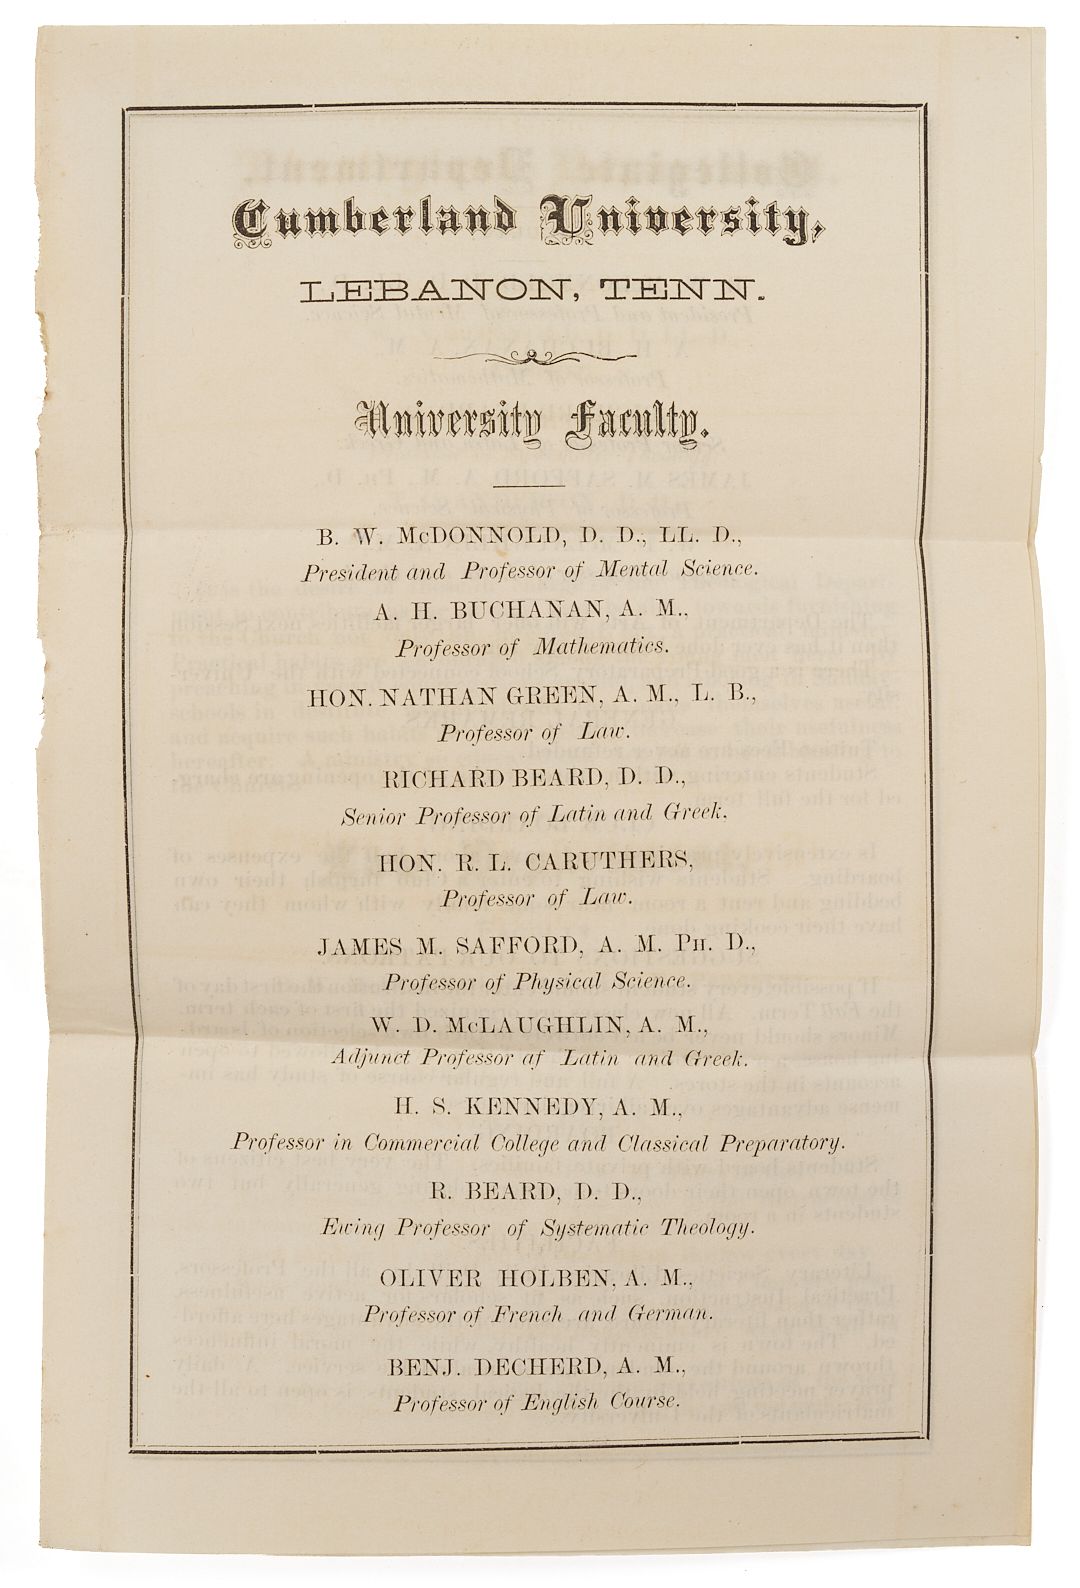 Cumberland University,
LEBANON, TENN.
University Faculty.
B. W. McDONNOLD, D. D., LL. D.,
President and Professor of Mental Science.
A. H. BUCHANAN, A. M.,
Professor of Mathematics.
HON. NATHAN GREEN, A. M., L. B.,
Professor of Law.
RICHARD BEARD, D. D.,
Senior Professor of Latin and Greek.
HON. R. L. CARUTHERS,
Professor of Law.
JAMES M. SAFFORD, A. M. PH. D.,
Professor of Physical Science.
W. D. McLAUGHLIN, A. M.,
Adjunct Professor af Latin and Greek.
H. S. KENNEDY, A. M.,
Professor in Commercial College and Classical Preparatory.
R. BEARD, D. D.,
Ewing Professor of Systematic Theology.
OLIVER HOLBEN, A. M.,
Professor of French and German.
BENJ. DECHERD, A. M.,
Professor of English Course.